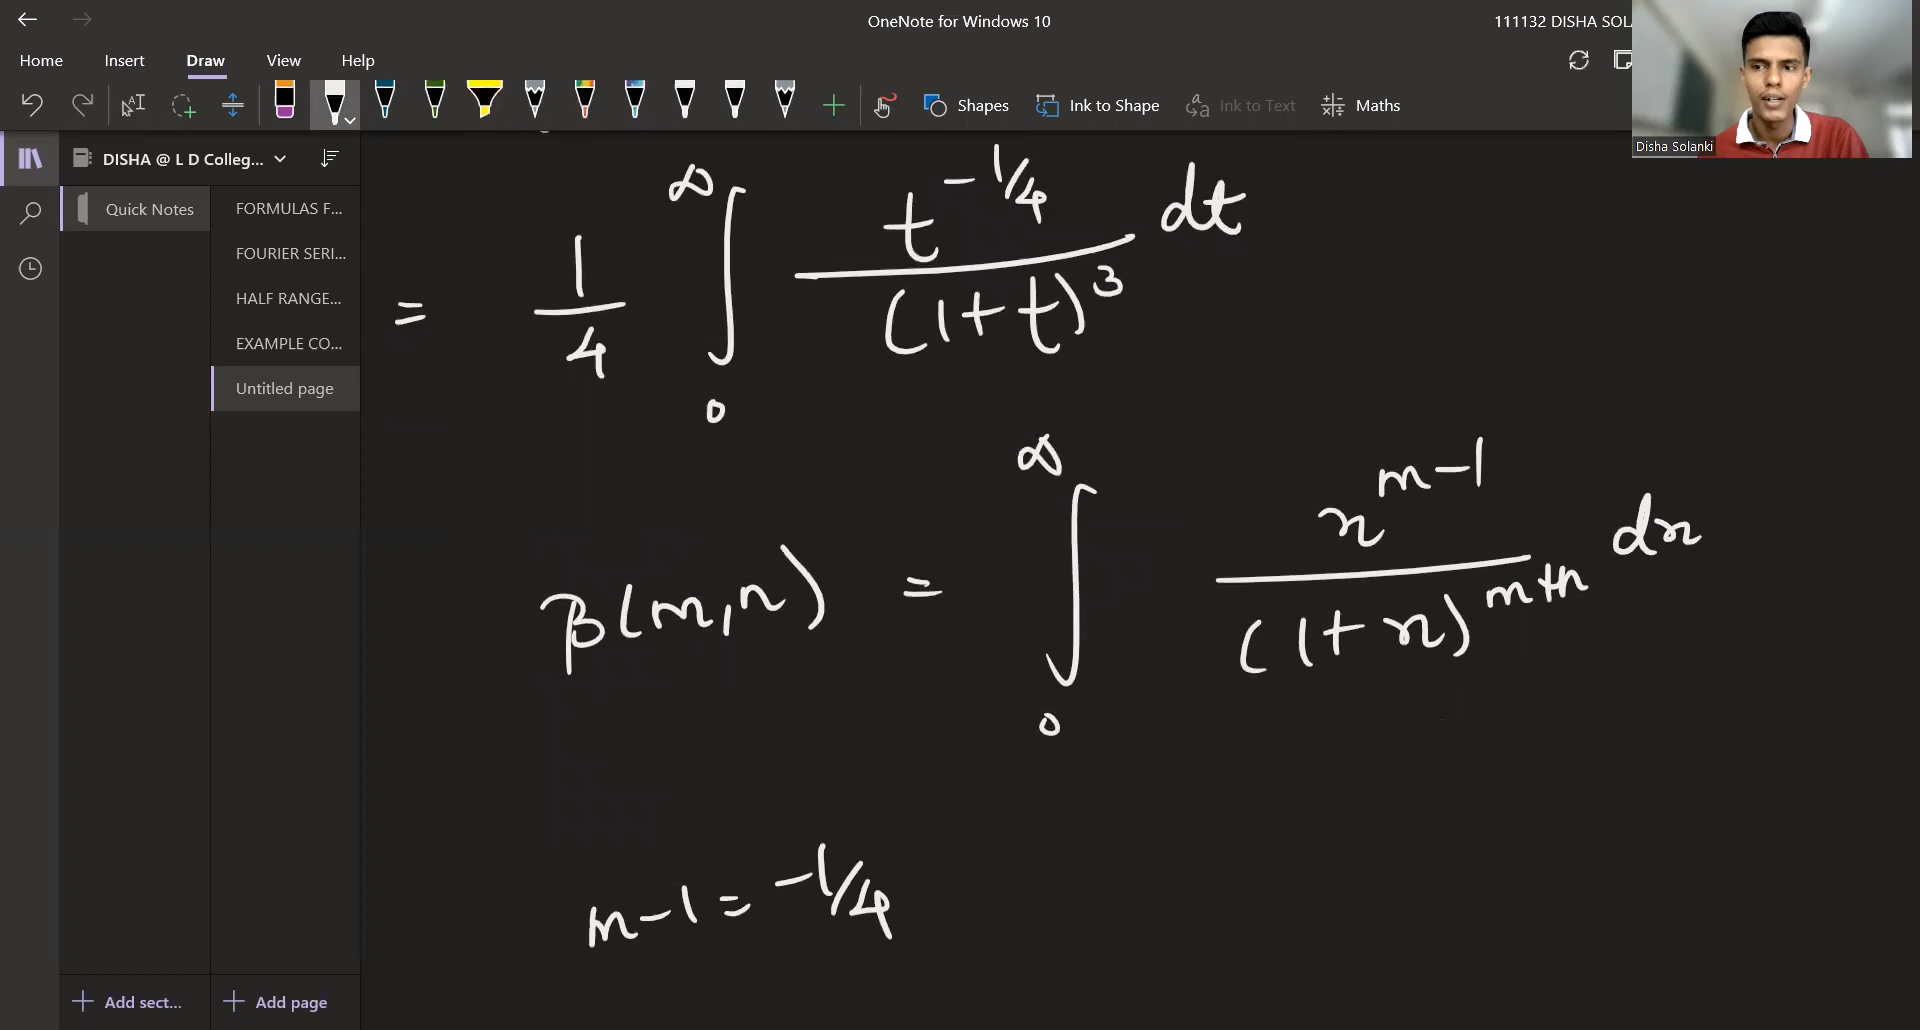 OneNote for Windows 10
111132 DISHA SOLA
Home Insert Draw View Help
Shapes Ink to Shape Ink to Text Maths
Disha Solanki
DISHA @ L D Colleg...
Quick Notes
FORMULAS F...
FOURIER SERI...
HALF RANGE...
EXAMPLE CO...
Untitled page
= 1/4 ∫₀^∞ t^(-1/4) / (1+t)^3 dt
β(m,n) = ∫₀^∞ x^(m-1) / (1+x)^(m+n) dx
m-1 = -1/4
+ Add sect... + Add page